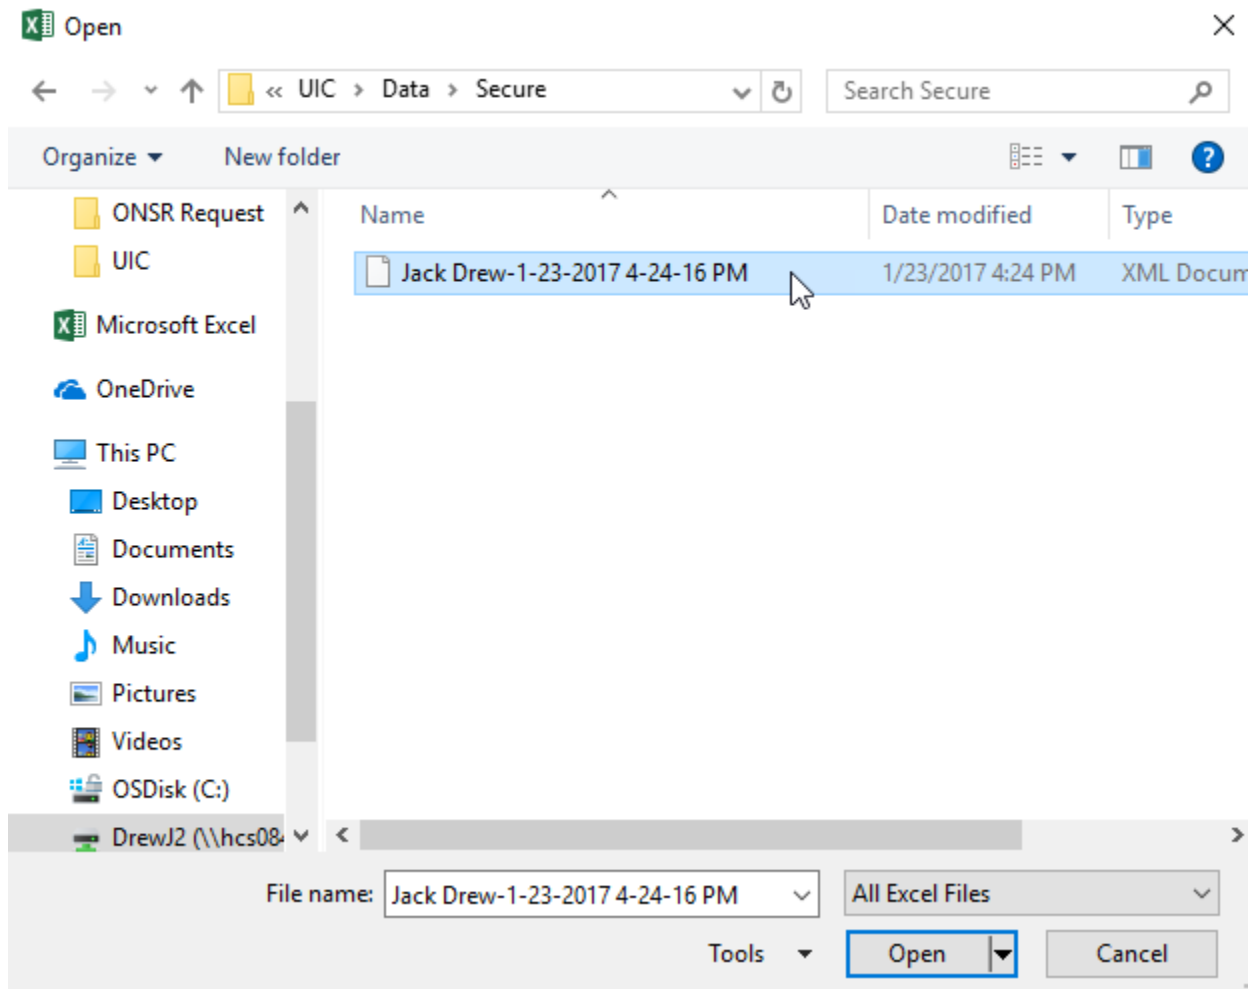 Open
« UIC > Data > Secure
Search Secure
Organize
New folder
?
Name
Date modified
Type
ONSR Request
UIC
Microsoft Excel
OneDrive
This PC
Desktop
Documents
Downloads
Music
Pictures
Videos
OSDisk (C:)
DrewJ2 (\\hcs084
Jack Drew-1-23-2017 4-24-16 PM
1/23/2017 4:24 PM
XML Docum
File name:
Jack Drew-1-23-2017 4-24-16 PM
All Excel Files
Tools
Open
Cancel